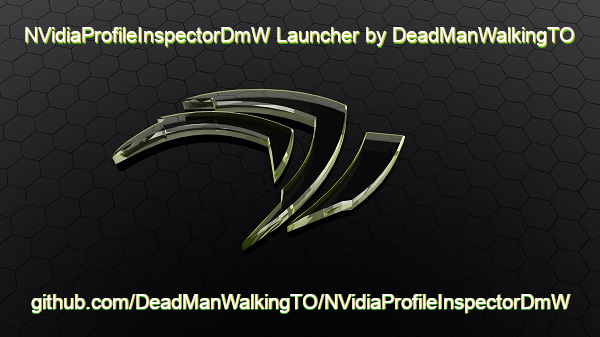 NVidiaProfileInspectorDmW Launcher by DeadManWalkingTO
github.com/DeadManWalkingTO/NVidiaProfileInspectorDmW